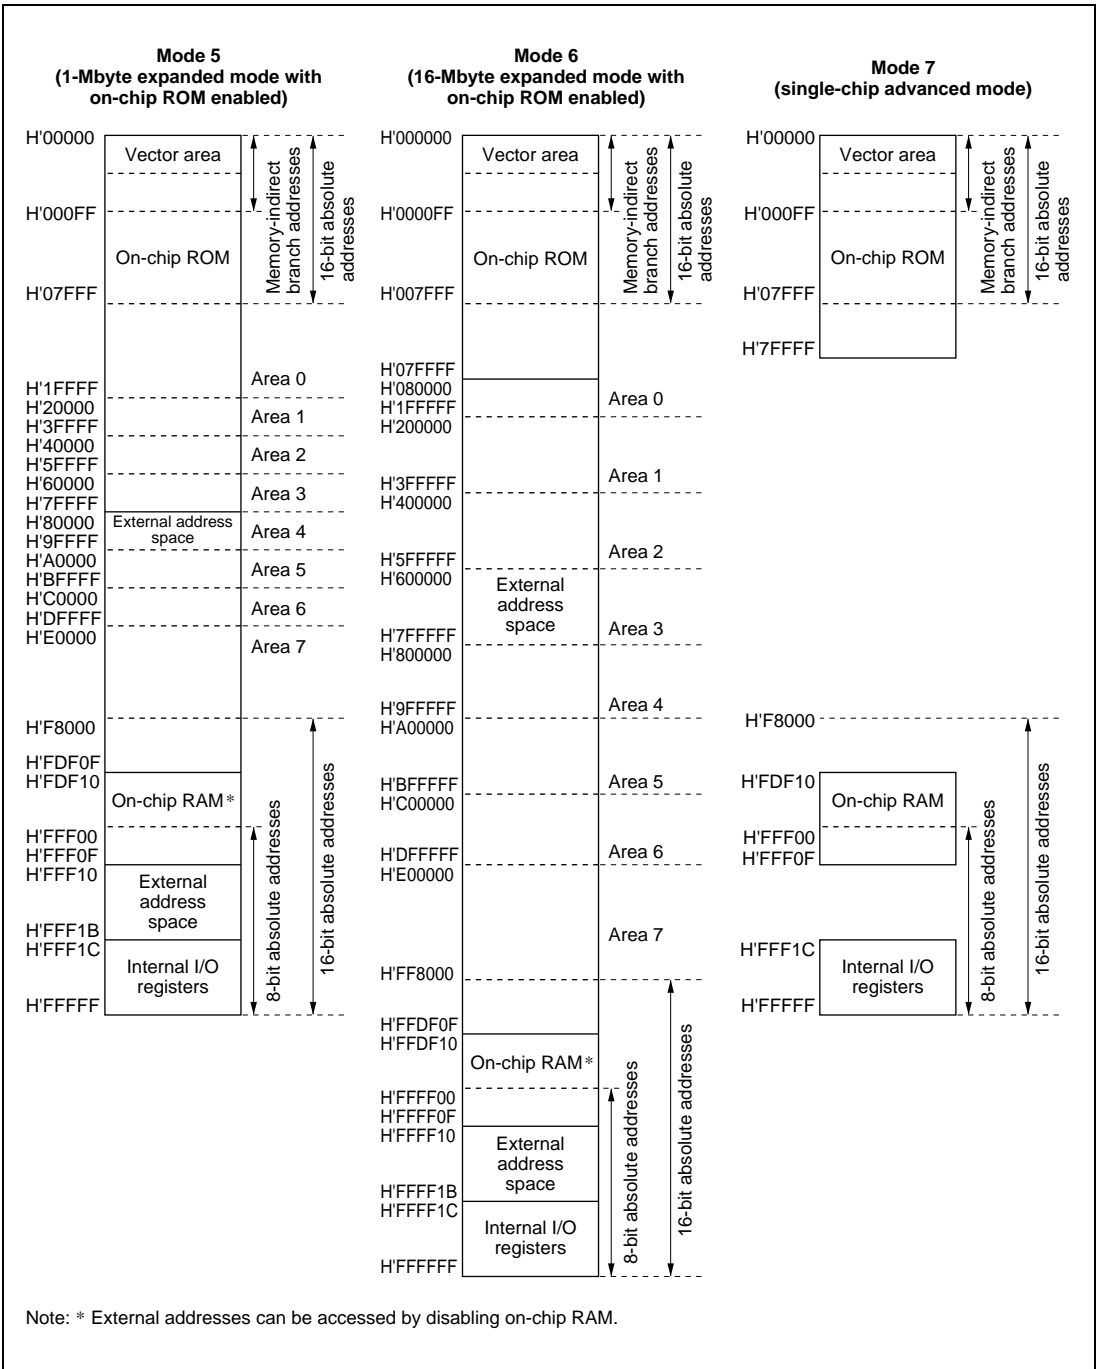 Mode 5
(1-Mbyte expanded mode with
on-chip ROM enabled)
H'00000
Vector area
H'000FF
On-chip ROM
H'07FFF
Memory-indirect
branch addresses
16-bit absolute
addresses
H'1FFFF
Area 0
H'20000
H'3FFFF
Area 1
H'40000
H'5FFFF
Area 2
H'60000
H'7FFFF
Area 3
H'80000
H'9FFFF
External address
space
Area 4
H'A0000
H'BFFFF
Area 5
H'C0000
H'DFFFF
Area 6
H'E0000
Area 7
H'F8000
H'FDF0F
H'FDF10
On-chip RAM*
H'FFF00
H'FFF0F
H'FFF10
External
address
space
H'FFF1B
H'FFF1C
Internal I/O
registers
H'FFFFF
8-bit absolute addresses
16-bit absolute addresses
Mode 6
(16-Mbyte expanded mode with
on-chip ROM enabled)
H'000000
Vector area
H'0000FF
On-chip ROM
H'007FFF
Memory-indirect
branch addresses
16-bit absolute
addresses
H'07FFFF
H'080000
H'1FFFFF
Area 0
H'200000
H'3FFFFF
Area 1
H'400000
H'5FFFFF
Area 2
H'600000
External
address
space
H'7FFFFF
Area 3
H'800000
H'9FFFFF
Area 4
H'A00000
H'BFFFFF
Area 5
H'C00000
H'DFFFFF
Area 6
H'E00000
Area 7
H'FF8000
H'FFDF0F
H'FFDF10
On-chip RAM*
H'FFFF00
H'FFFF0F
H'FFFF10
External
address
space
H'FFFF1B
H'FFFF1C
Internal I/O
registers
H'FFFFFF
8-bit absolute addresses
16-bit absolute addresses
Mode 7
(single-chip advanced mode)
H'00000
Vector area
H'000FF
On-chip ROM
H'07FFF
Memory-indirect
branch addresses
16-bit absolute
addresses
H'7FFFF
H'F8000
H'FDF10
On-chip RAM
H'FFF00
H'FFF0F
H'FFF1C
Internal I/O
registers
H'FFFFF
8-bit absolute addresses
16-bit absolute addresses
Note: * External addresses can be accessed by disabling on-chip RAM.